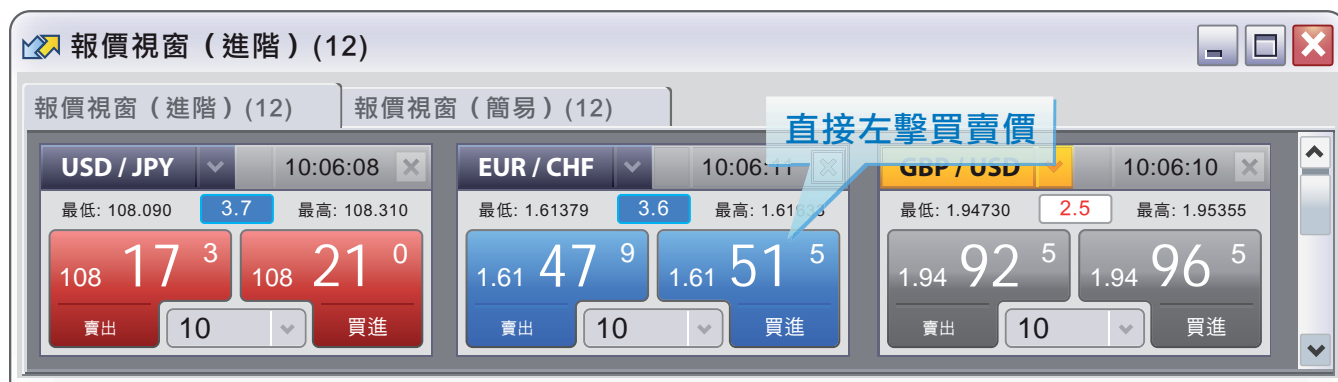 報價視窗（進階）(12)
報價視窗（進階）(12) 報價視窗（簡易）(12)
直接左擊買賣價
USD / JPY 10:06:08 EUR / CHF 10:06:11 GBP / USD 10:06:10
最低: 108.090 3.7 最高: 108.310 最低: 1.61379 3.6 最高: 最低: 1.94730 2.5 最高: 1.95355
108 17 3 108 21 0 1.61 47 9 1.61 51 5 1.94 92 5 1.94 96 5
賣出 10 買進 賣出 10 買進 賣出 10 買進